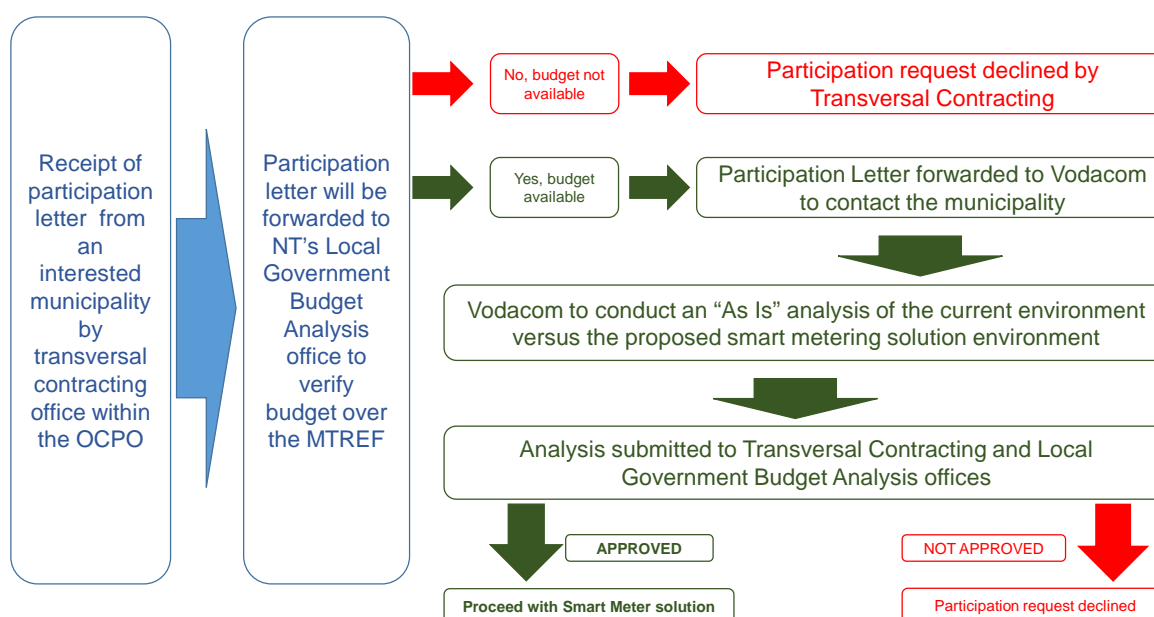 Receipt of
participation
letter from
an
interested
municipality
by
transversal
contracting
office within
the OCPO
Participation
letter will be
forwarded to
NT’s Local
Government
Budget
Analysis
office to
verify
budget over
the MTREF
No, budget not
available
Participation request declined by
Transversal Contracting
Yes, budget
available
Participation Letter forwarded to Vodacom
to contact the municipality
Vodacom to conduct an “As Is” analysis of the current environment
versus the proposed smart metering solution environment
Analysis submitted to Transversal Contracting and Local
Government Budget Analysis offices
APPROVED
NOT APPROVED
Proceed with Smart Meter solution
Participation request declined